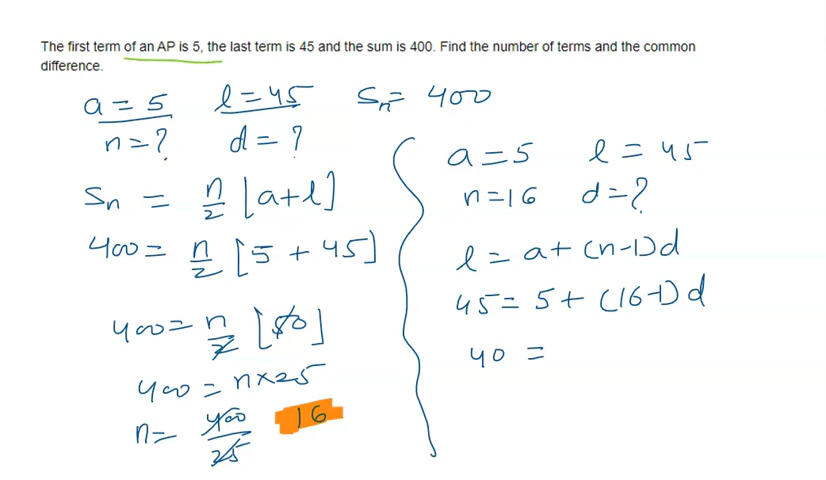 The first term of an AP is 5, the last term is 45 and the sum is 400. Find the number of terms and the common
difference.
a = 5 l = 45 Sn = 400
n = ? d = ?
Sn = n/2 [a+l]
400 = n/2 [5 + 45]
400 = n/2 [50]
400 = n×25
n = 400/25 16
a = 5 l = 45
n = 16 d = ?
l = a + (n-1)d
45 = 5 + (16-1)d
40 =